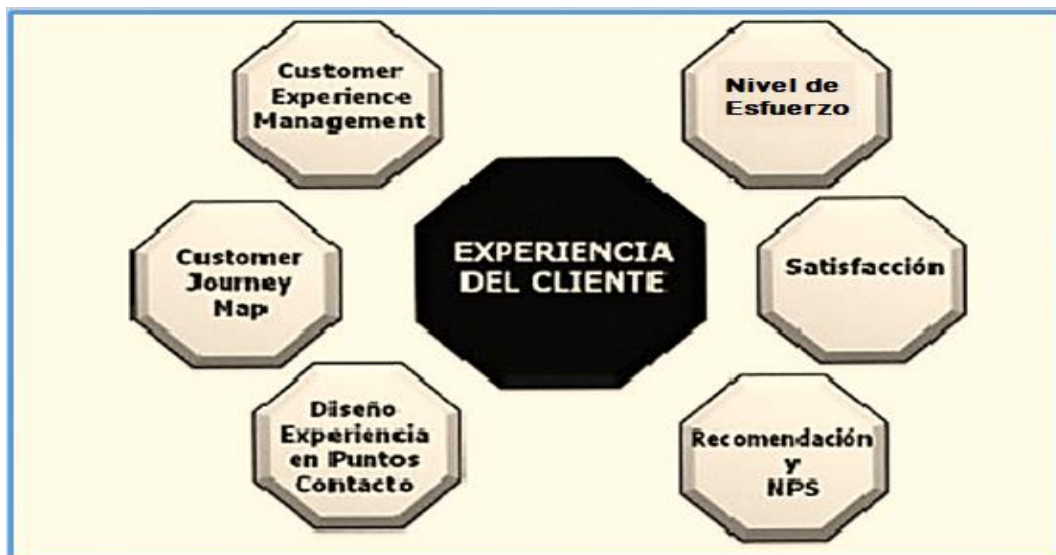 Customer
Experience
Management
Nivel de
Esfuerzo
EXPERIENCIA
DEL CLIENTE
Customer
Journey
Map
Satisfacción
Diseño
Experiencia
en Puntos
Contacto
Recomendación
y
NPS